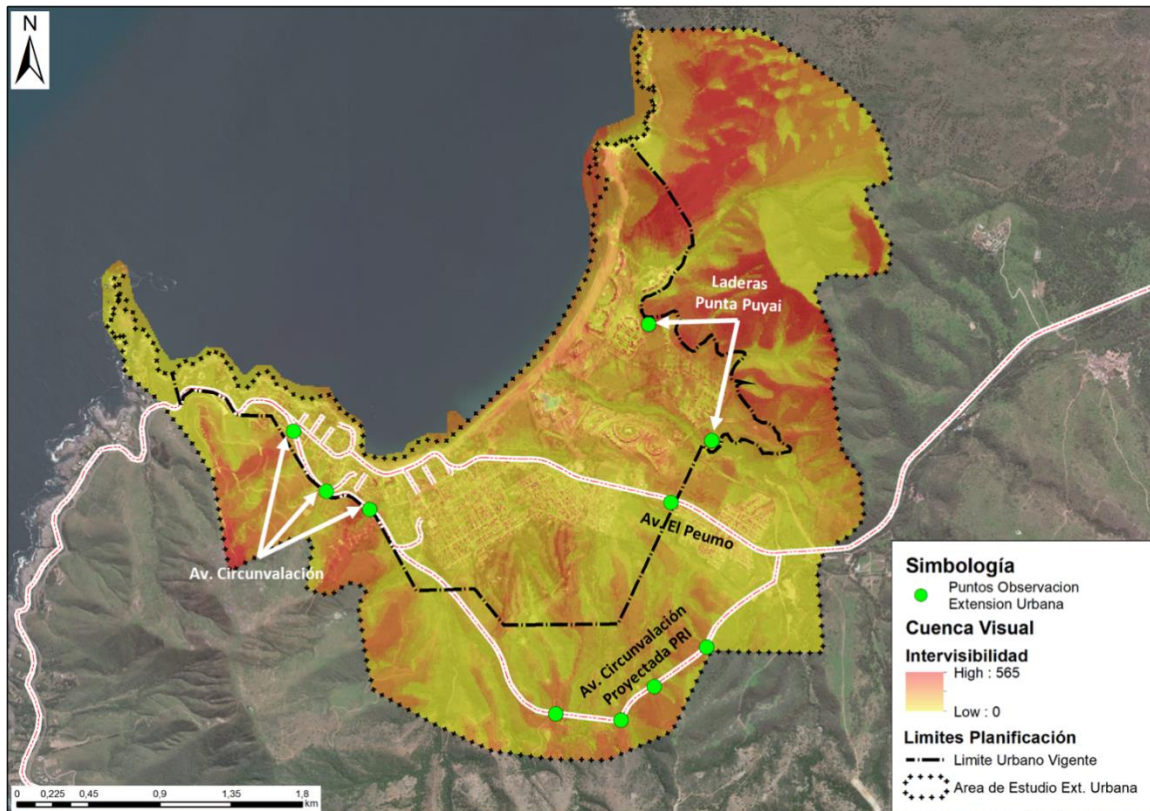 N
Laderas
Punta Puyai
Av. Circunvalación
Av. El Peumo
Av. Circunvalación
Proyectada PRI
Simbología
Puntos Observacion
Extension Urbana
Cuenca Visual
Intervisibilidad
High : 565
Low : 0
Limites Planificación
Limite Urbano Vigente
Area de Estudio Ext. Urbana
0 0,225 0,45 0,9 1,35 1,8
km